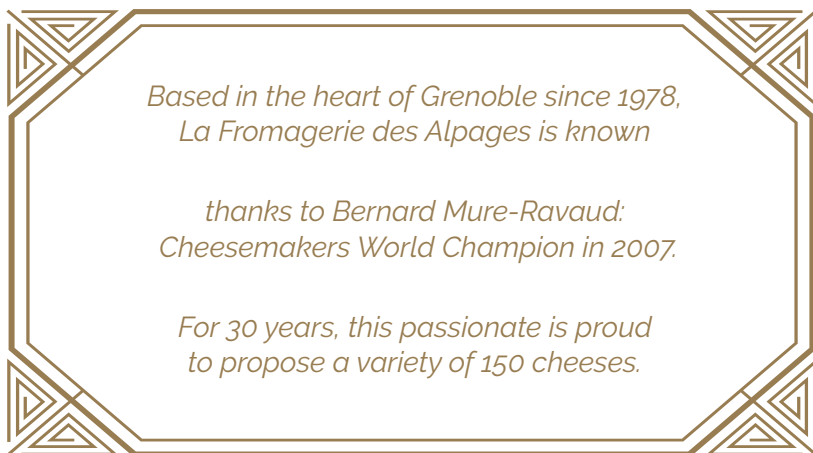 Based in the heart of Grenoble since 1978,
La Fromagerie des Alpages is known
thanks to Bernard Mure-Ravaud:
Cheesemakers World Champion in 2007.
For 30 years, this passionate is proud
to propose a variety of 150 cheeses.